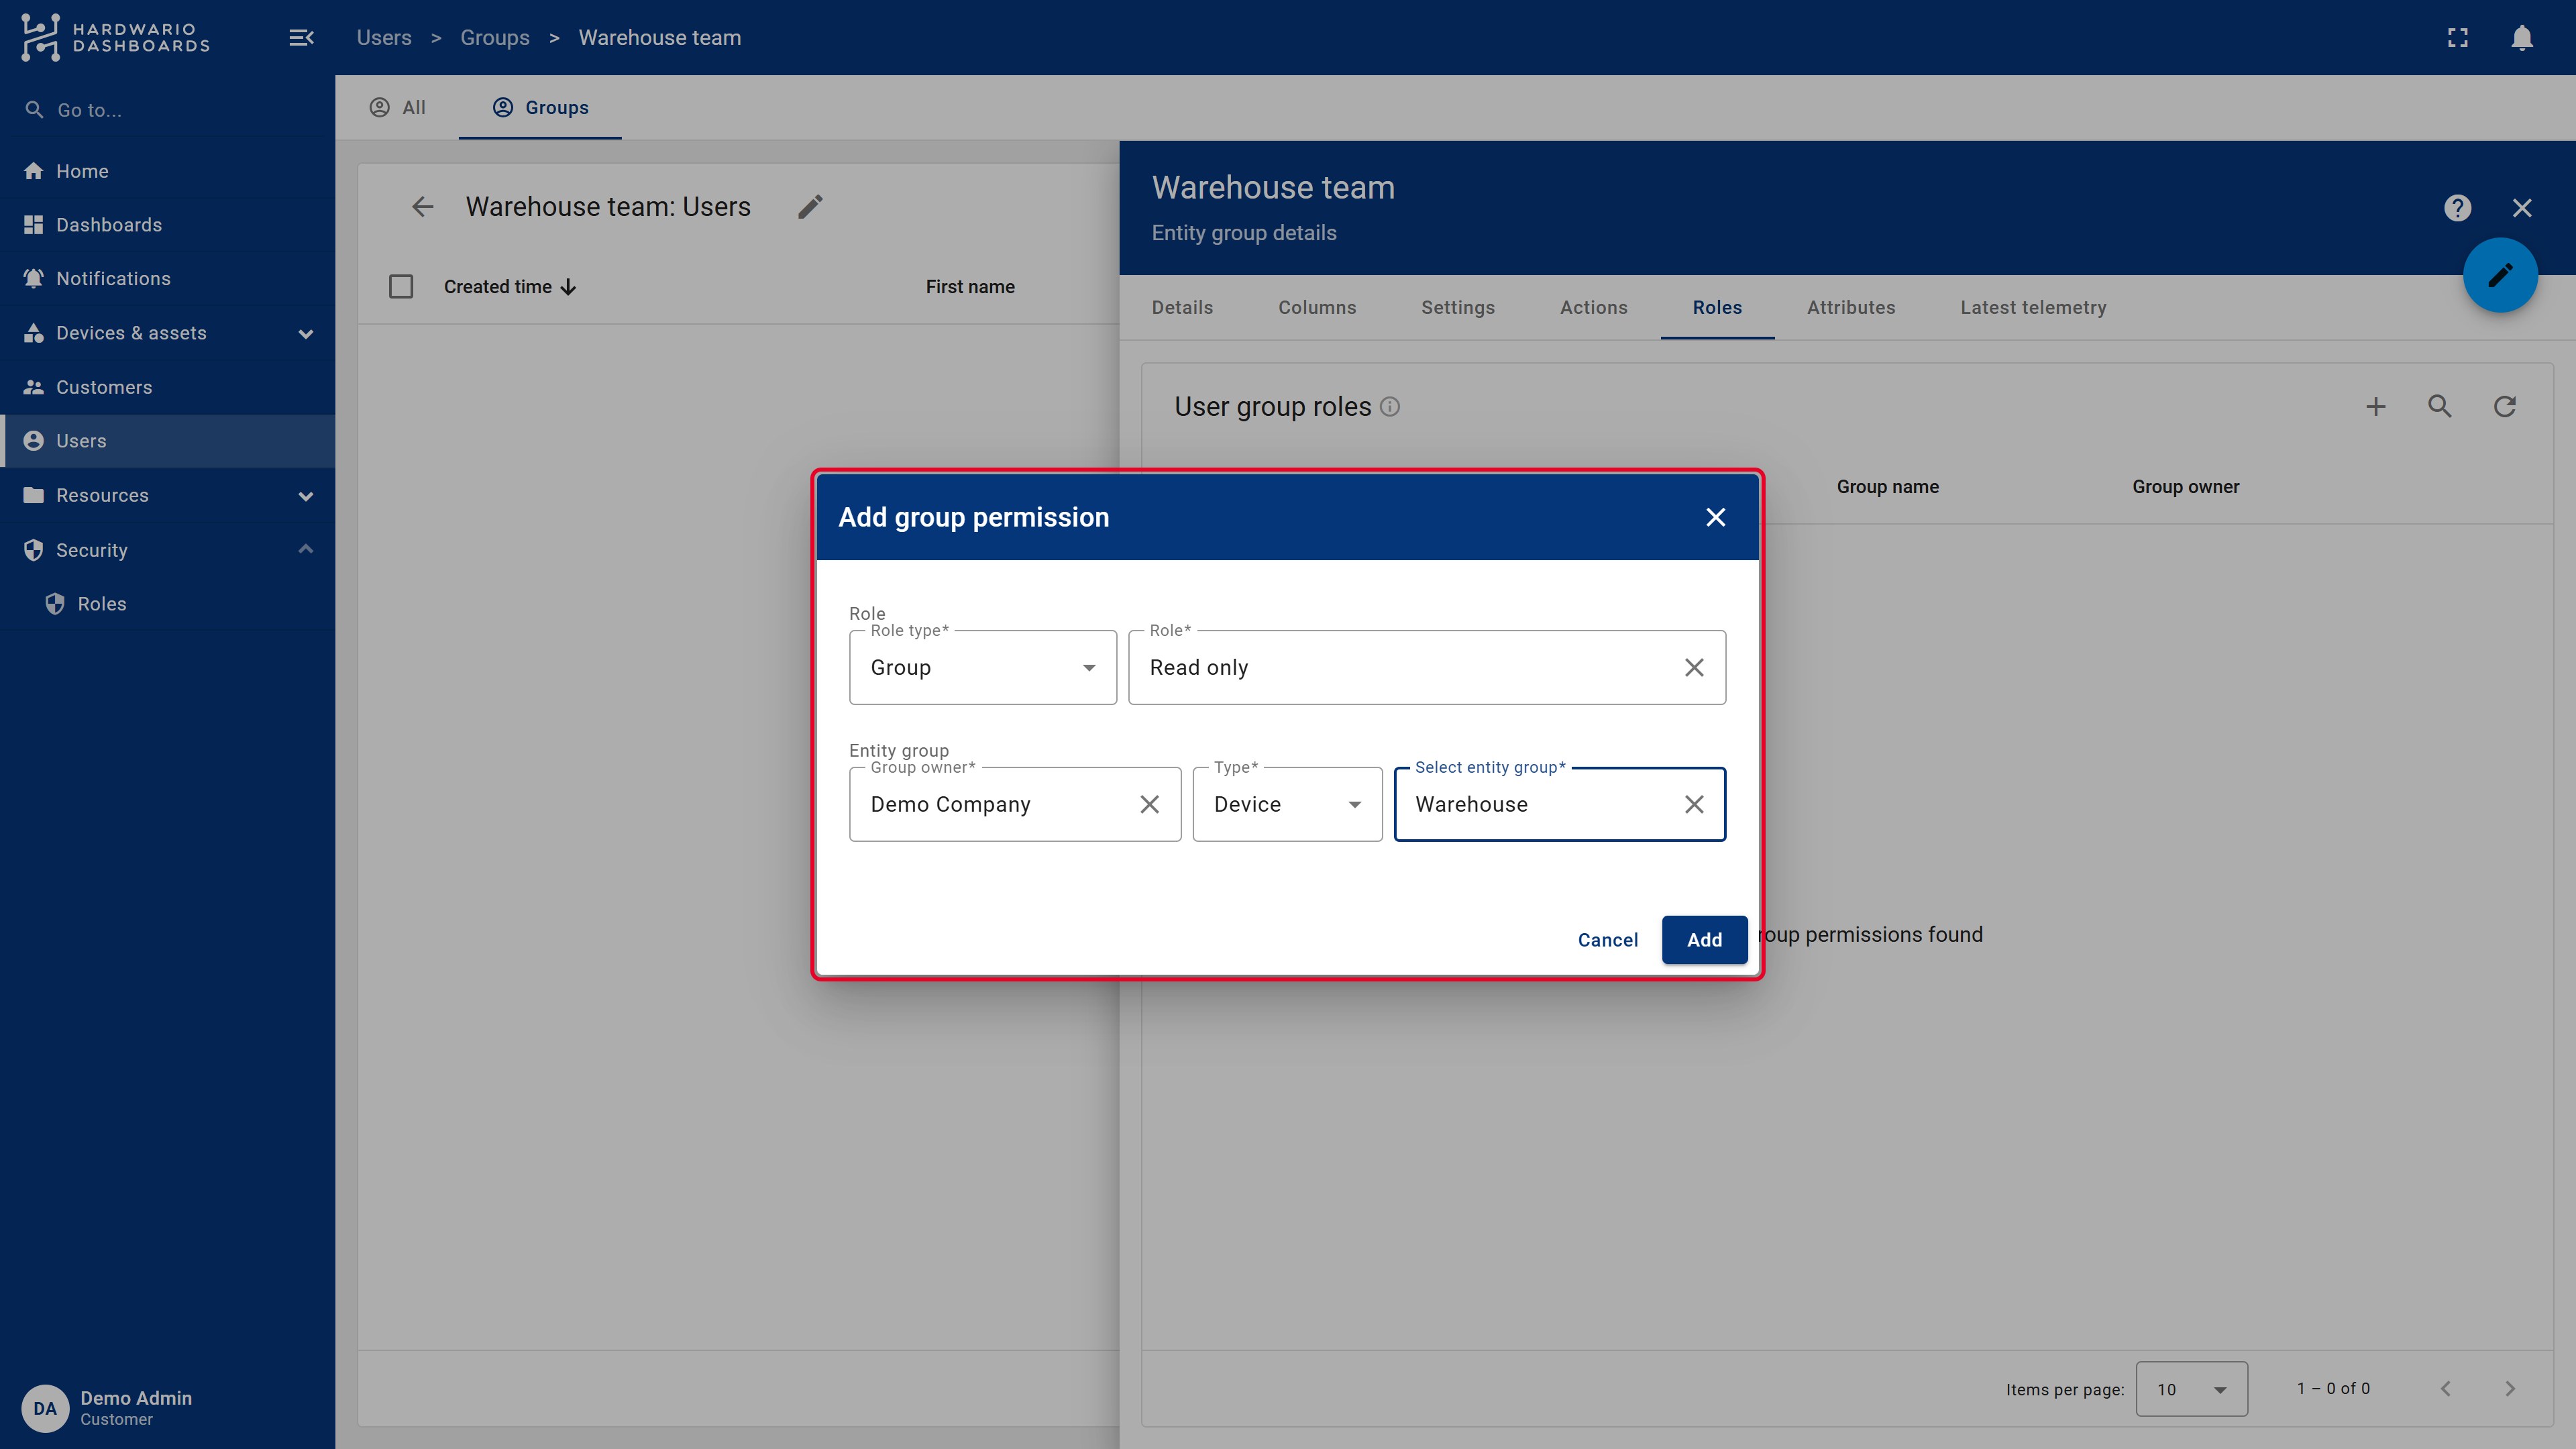 HARDWARIO
DASHBOARDS
Users > Groups > Warehouse team
Go to...
Home
Dashboards
Notifications
Devices & assets
Customers
Users
Resources
Security
Roles
DA
Demo Admin
Customer
All
Groups
Warehouse team: Users
Created time
First name
Warehouse team
Entity group details
Details
Columns
Settings
Actions
Roles
Attributes
Latest telemetry
User group roles
Group name
Group owner
Add group permission
Role
Role type*
Group
Role*
Read only
Entity group
Group owner*
Demo Company
Type*
Device
Select entity group*
Warehouse
Cancel
Add
permissions found
Items per page:
10
1 – 0 of 0